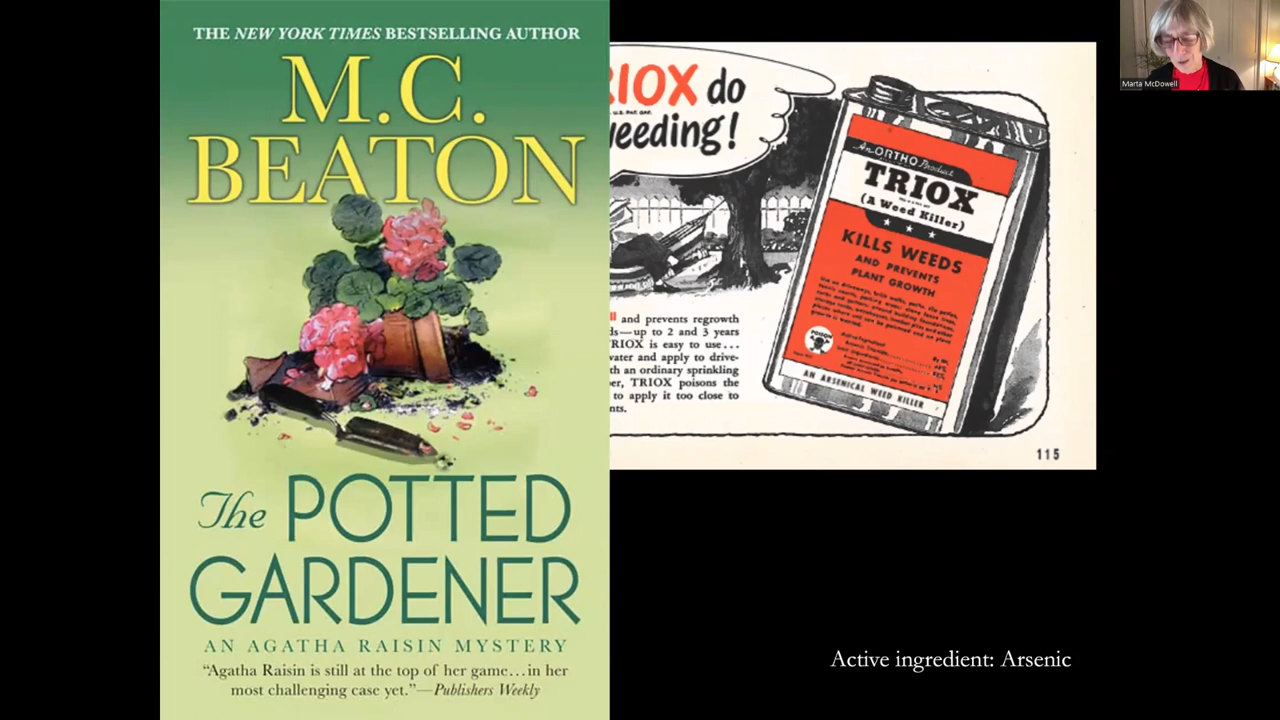 THE NEW YORK TIMES BESTSELLING AUTHOR
M.C.
BEATON
The POTTED
GARDENER
AN AGATHA RAISIN MYSTERY
“Agatha Raisin is still at the top of her game…in her
most challenging case yet.”—Publishers Weekly
RIOX do
eeding!
An ORTHO Product
TRIOX
(A Weed Killer)
KILLS WEEDS
AND PREVENTS
PLANT GROWTH
POISON
AN ARSENICAL WEED KILLER
and prevents regrowth
ds—up to 2 and 3 years
RIOX is easy to use...
water and apply to drive-
th an ordinary sprinkling
er, TRIOX poisons the
to apply it too close to
nts.
115
Active ingredient: Arsenic
Marta McDowell